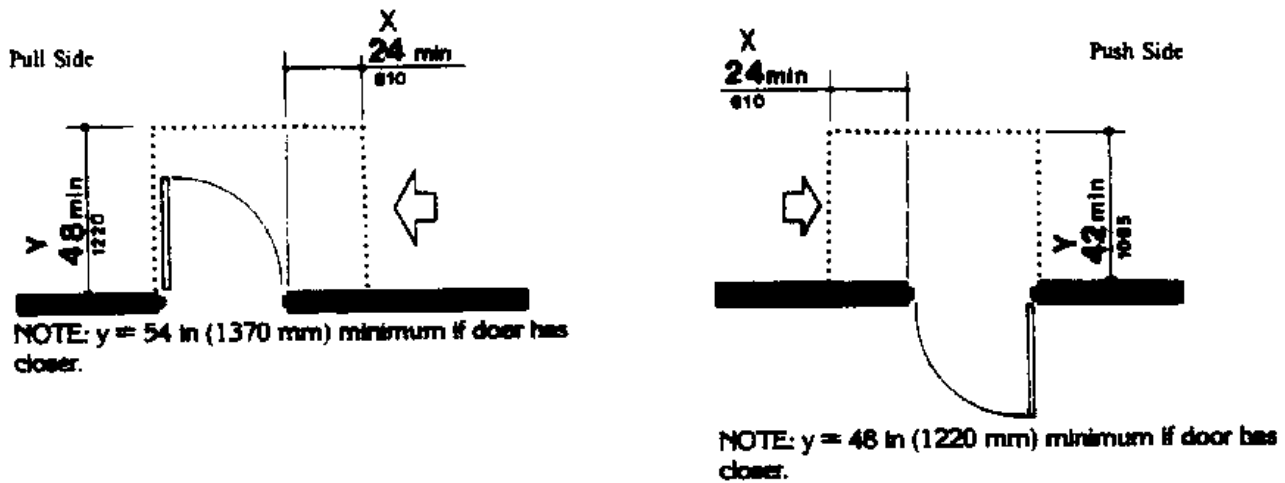 Pull Side
X
24 min
610
Y
48 min
1220
NOTE: y = 54 in (1370 mm) minimum if door has
closer.
X
24 min
610
Push Side
Y
42 min
1065
NOTE: y = 48 in (1220 mm) minimum if door has
closer.